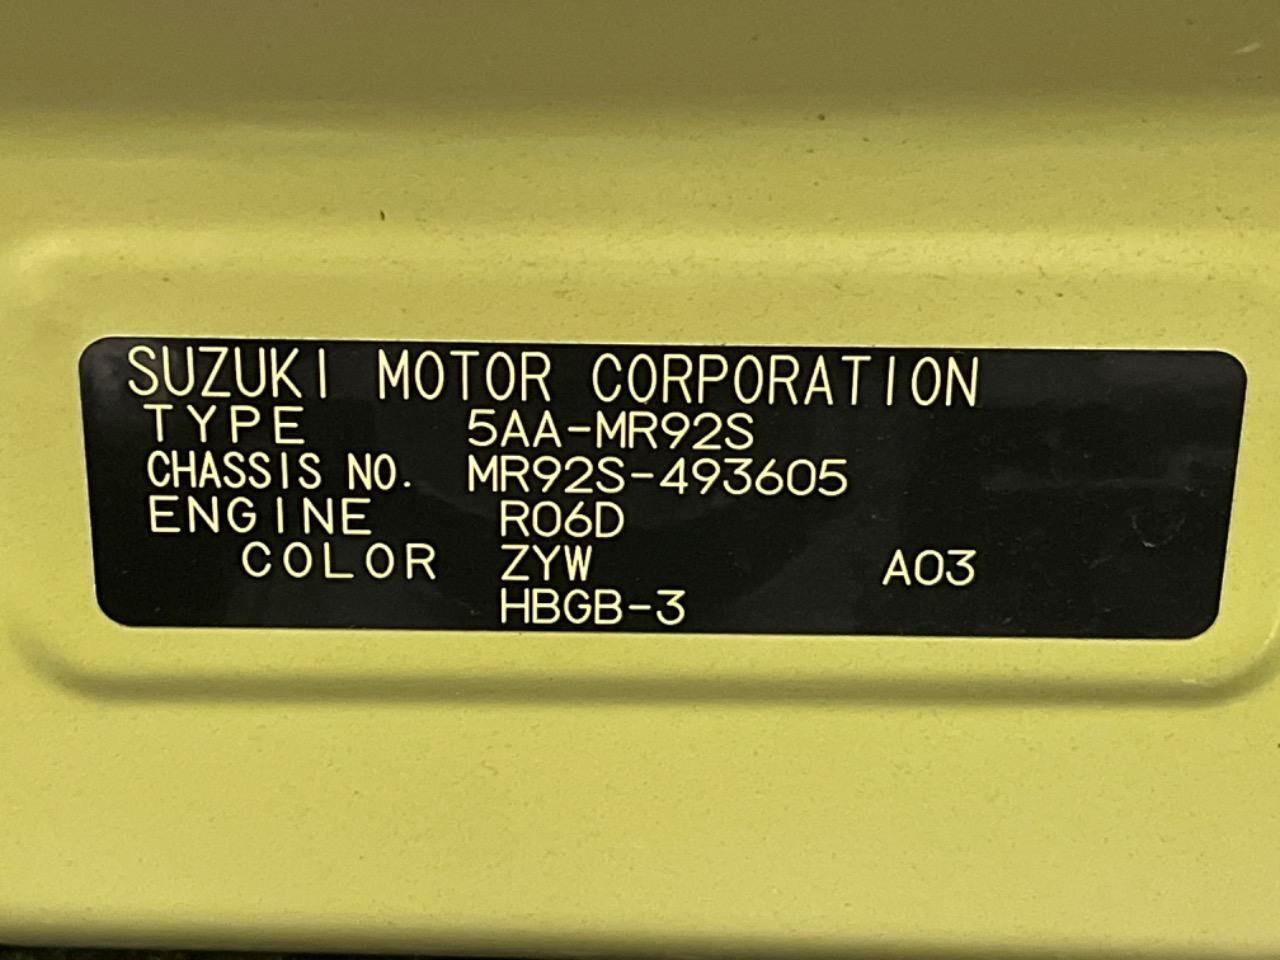 SUZUKI MOTOR CORPORATION
TYPE 5AA-MR92S
CHASSIS NO. MR92S-493605
ENGINE R06D
COLOR ZYW A03
HBGB-3